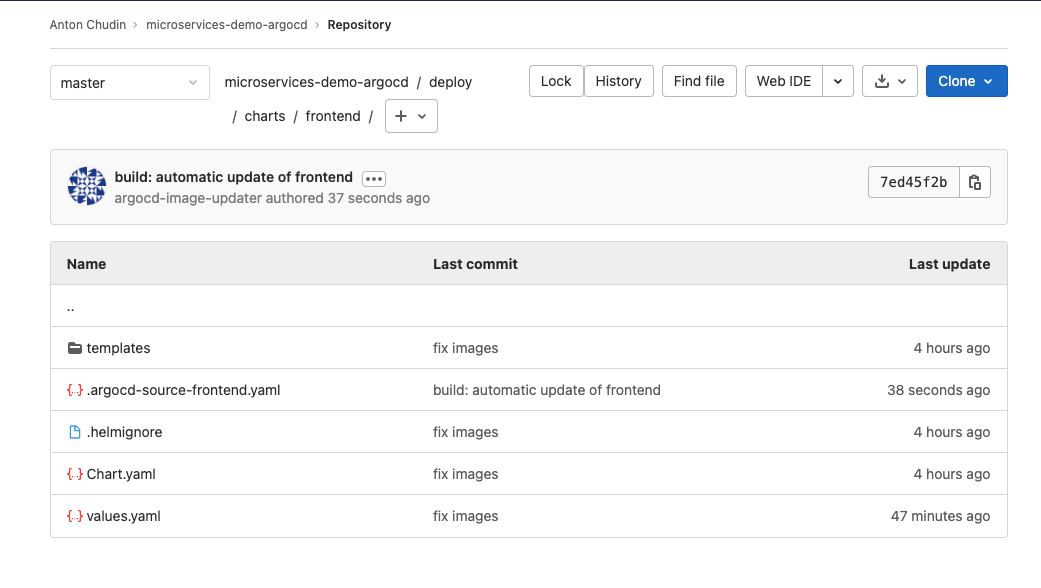 Anton Chudin › microservices-demo-argocd › Repository
master
microservices-demo-argocd / deploy
/ charts / frontend /
Lock
History
Find file
Web IDE
Clone
build: automatic update of frontend
argocd-image-updater authored 37 seconds ago
7ed45f2b
Name Last commit Last update
..
templates fix images 4 hours ago
.argocd-source-frontend.yaml build: automatic update of frontend 38 seconds ago
.helmignore fix images 4 hours ago
Chart.yaml fix images 4 hours ago
values.yaml fix images 47 minutes ago